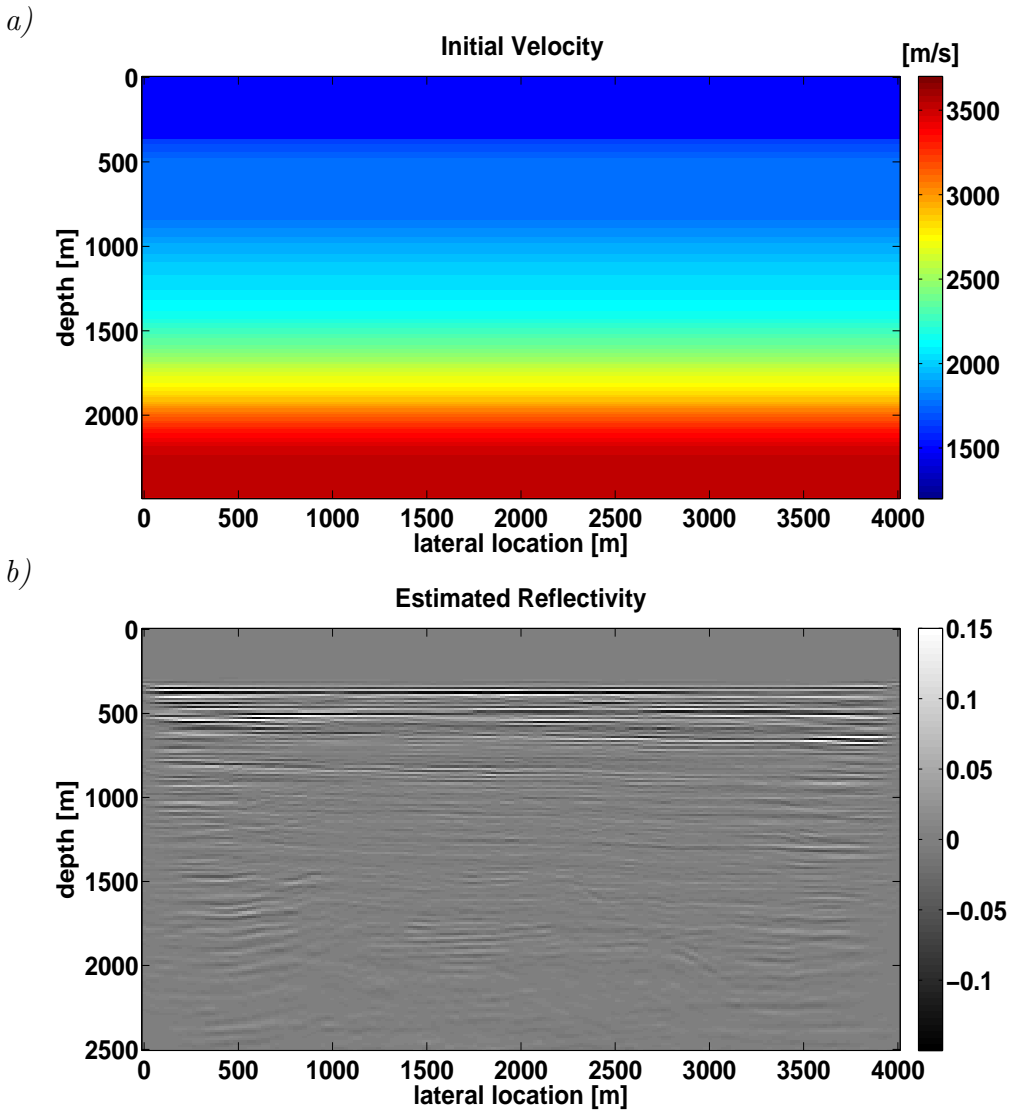 a)
Initial Velocity
[m/s]
0
500
1000
1500
2000
depth [m]
3500
3000
2500
2000
1500
0 500 1000 1500 2000 2500 3000 3500 4000
lateral location [m]
b)
Estimated Reflectivity
0
500
1000
1500
2000
2500
depth [m]
0.15
0.1
0.05
0
−0.05
−0.1
0 500 1000 1500 2000 2500 3000 3500 4000
lateral location [m]